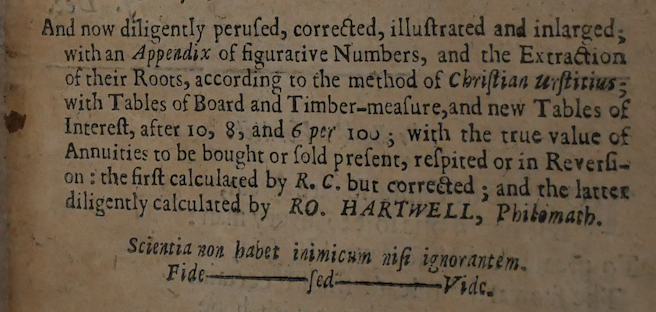 And now diligently peruſed, corrected, illuſtrated and inlarged;
with an Appendix of figurative Numbers, and the Extraction
of their Roots, according to the method of Chriſtian Urſtitius;
with Tables of Board and Timber-meaſure, and new Tables of
Intereſt, after 10, 8, and 6 per 100; with the true value of
Annuities to be bought or ſold preſent, reſpited or in Reverſi-
on: the firſt calculated by R. C. but corrected; and the latter
diligently calculated by RO. HARTWELL, Philomath.
Scientia non habet inimicum niſi ignorantem.
Fide——ſed——Vide.